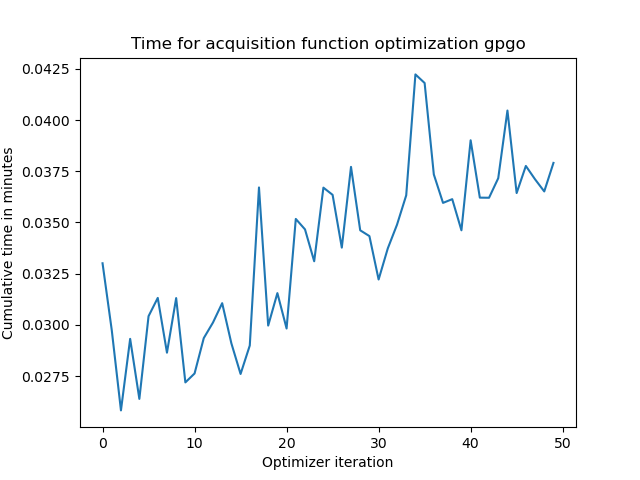 Time for acquisition function optimization gpgo
0.0425
0.0400
0.0375
0.0350
0.0325
0.0300
0.0275
Cumulative time in minutes
0 10 20 30 40 50
Optimizer iteration